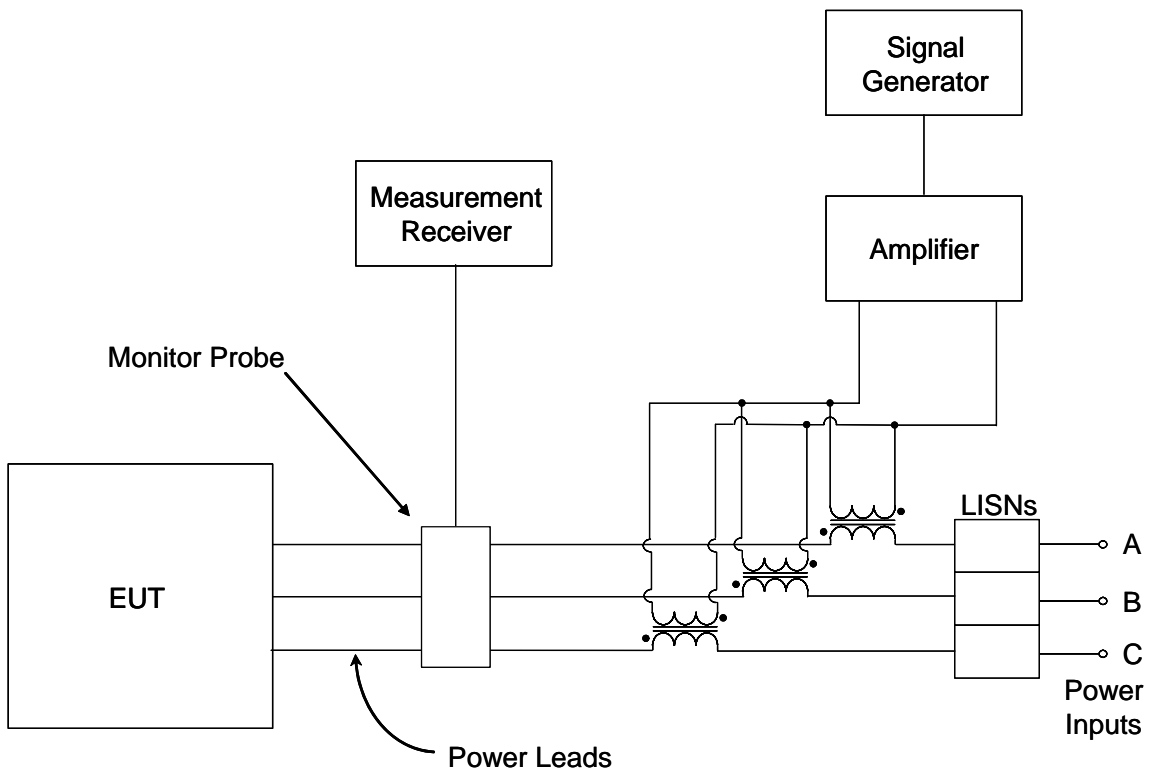 Signal
Generator
Measurement
Receiver
Amplifier
Monitor Probe
LISNs
A
EUT
B
C
Power
Inputs
Power Leads